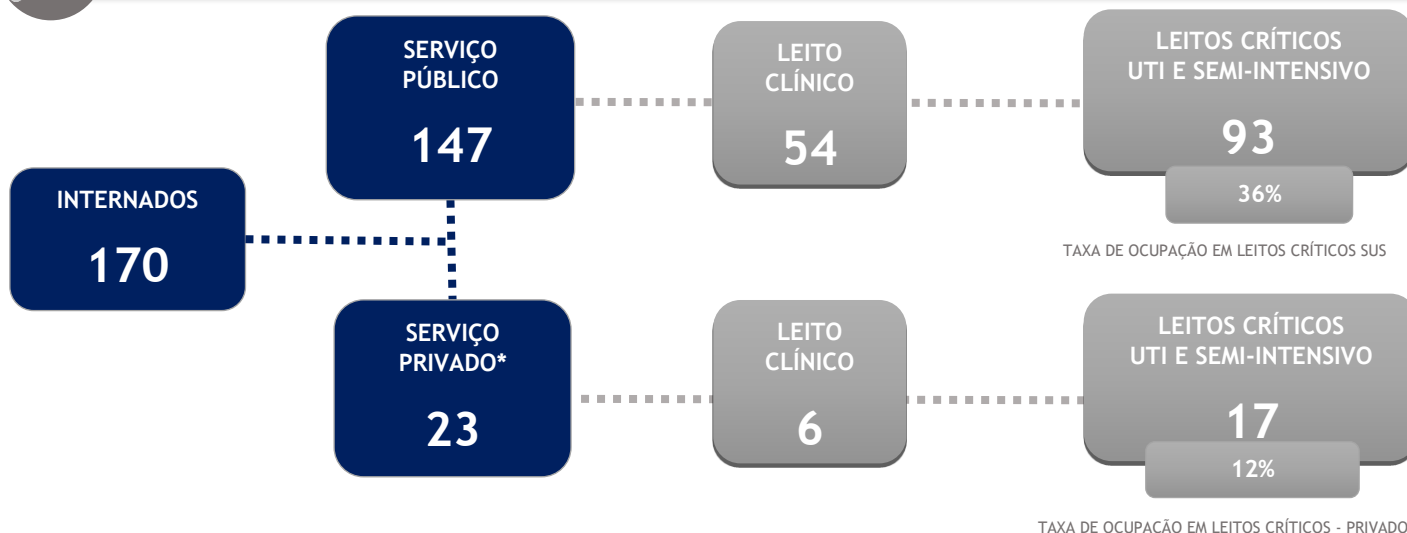 INTERNADOS
170
SERVIÇO
PÚBLICO
147
LEITO
CLÍNICO
54
LEITOS CRÍTICOS
UTI E SEMI-INTENSIVO
93
36%
TAXA DE OCUPAÇÃO EM LEITOS CRÍTICOS SUS
SERVIÇO
PRIVADO*
23
LEITO
CLÍNICO
6
LEITOS CRÍTICOS
UTI E SEMI-INTENSIVO
17
12%
TAXA DE OCUPAÇÃO EM LEITOS CRÍTICOS - PRIVADO